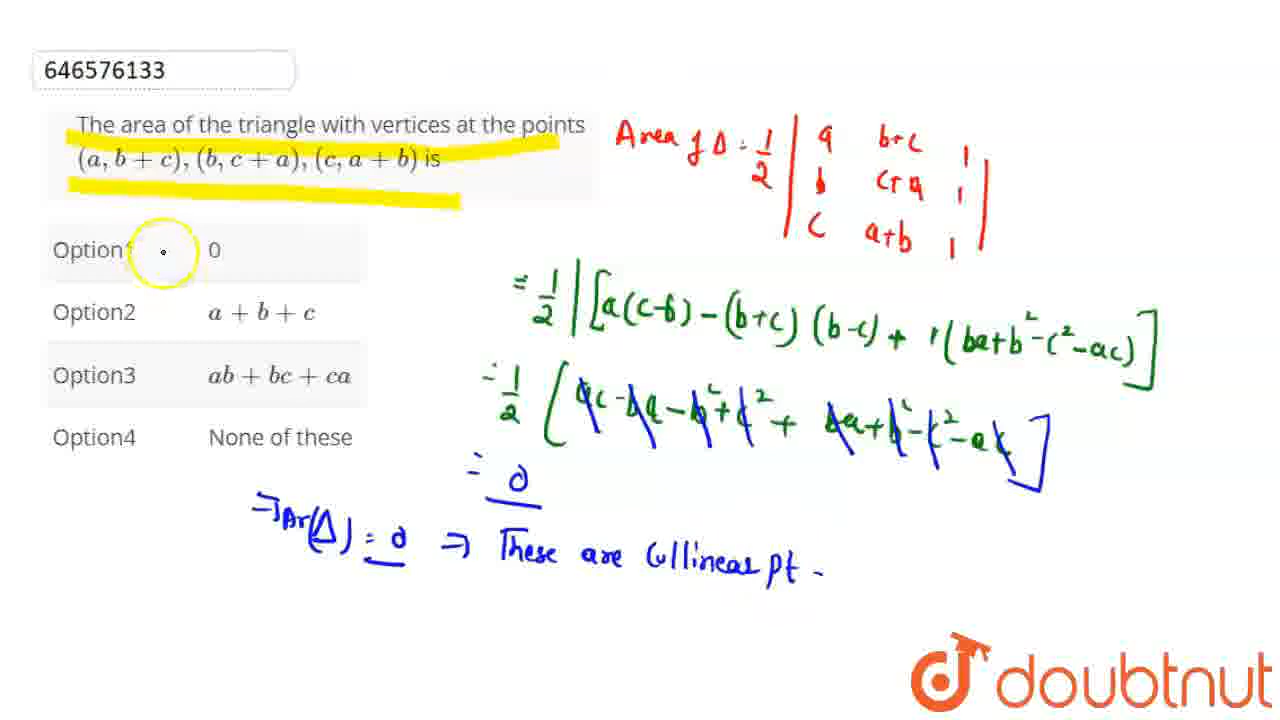 646576133
The area of the triangle with vertices at the points
(a, b + c), (b, c + a), (c, a + b) is
Option1 0
Option2 a + b + c
Option3 ab + bc + ca
Option4 None of these
Area of Δ = 1/2 | a b+c 1
b c+a 1
c a+b 1 |
= 1/2 | [a(c-b) - (b+c) (b-c) + 1(ba+b²-c²-ac)]
= 1/2 [ac-ba-b²+c² + ba+b²-c²-ac]
= 0
⇒ Ar(Δ) = 0 ⇒ These are collinear pt -
doubtnut